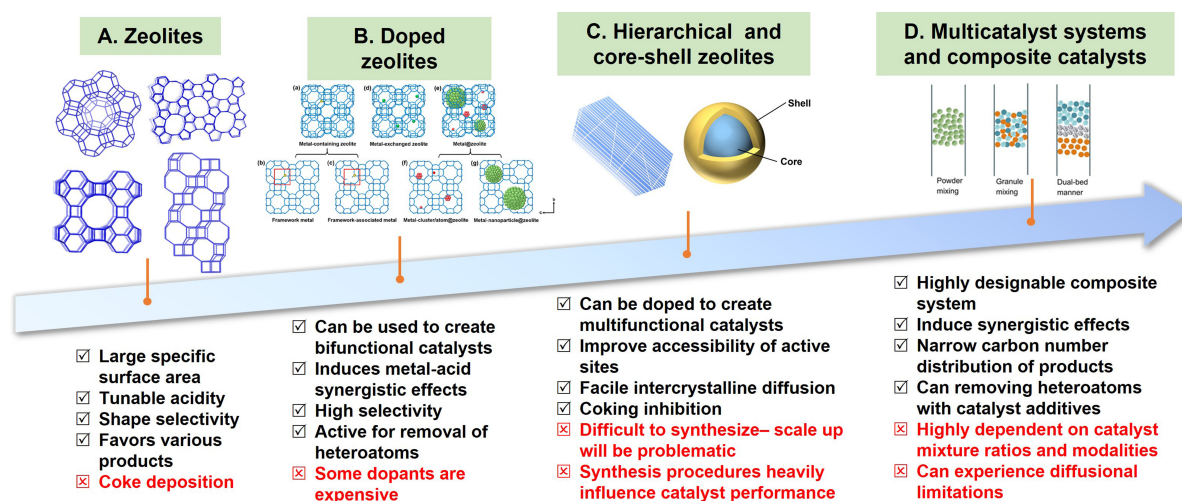 A. Zeolites
B. Doped
zeolites
C. Hierarchical and
core-shell zeolites
D. Multicatalyst systems
and composite catalysts
(a)
(d)
(e)
Metal-containing zeolite
Metal-exchanged zeolite
Metal@zeolite
(b)
(c)
(f)
(g)
Framework metal
Framework-associated metal
Metal-cluster/atom@zeolite
Metal-nanoparticle@zeolite
Shell
Core
Powder
mixing
Granule
mixing
Dual-bed
manner
☑ Large specific
surface area
☑ Tunable acidity
☑ Shape selectivity
☑ Favors various
products
☒ Coke deposition
☑ Can be used to create
bifunctional catalysts
☑ Induces metal-acid
synergistic effects
☑ High selectivity
☑ Active for removal of
heteroatoms
☒ Some dopants are
expensive
☑ Can be doped to create
multifunctional catalysts
☑ Improve accessibility of active
sites
☑ Facile intercrystalline diffusion
☑ Coking inhibition
☒ Difficult to synthesize– scale up
will be problematic
☒ Synthesis procedures heavily
influence catalyst performance
☑ Highly designable composite
system
☑ Induce synergistic effects
☑ Narrow carbon number
distribution of products
☑ Can removing heteroatoms
with catalyst additives
☒ Highly dependent on catalyst
mixture ratios and modalities
☒ Can experience diffusional
limitations